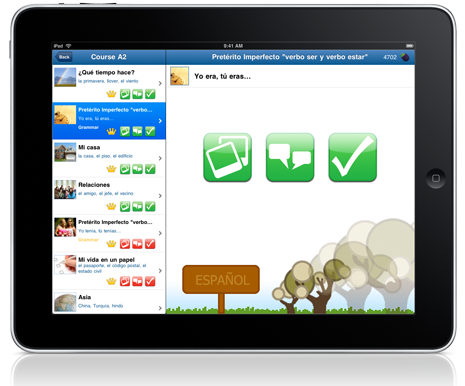 iPad
9:41 AM
Back
Course A2
Pretérito Imperfecto "verbo ser y verbo estar"
4702
¿Qué tiempo hace?
la primavera, llover, el viento
Pretérito Imperfecto "verbo...
Yo era, tú eras...
Grammar
Mi casa
la casa, el piso, el edificio
Relaciones
el amigo, el jefe, el vecino
Pretérito Imperfecto "verbo...
Yo tenía, tú tenías...
Grammar
Mi vida en un papel
el pasaporte, el código postal, el
estado civil
Asia
China, Turquía, hindú
Yo era, tú eras...
ESPAÑOL